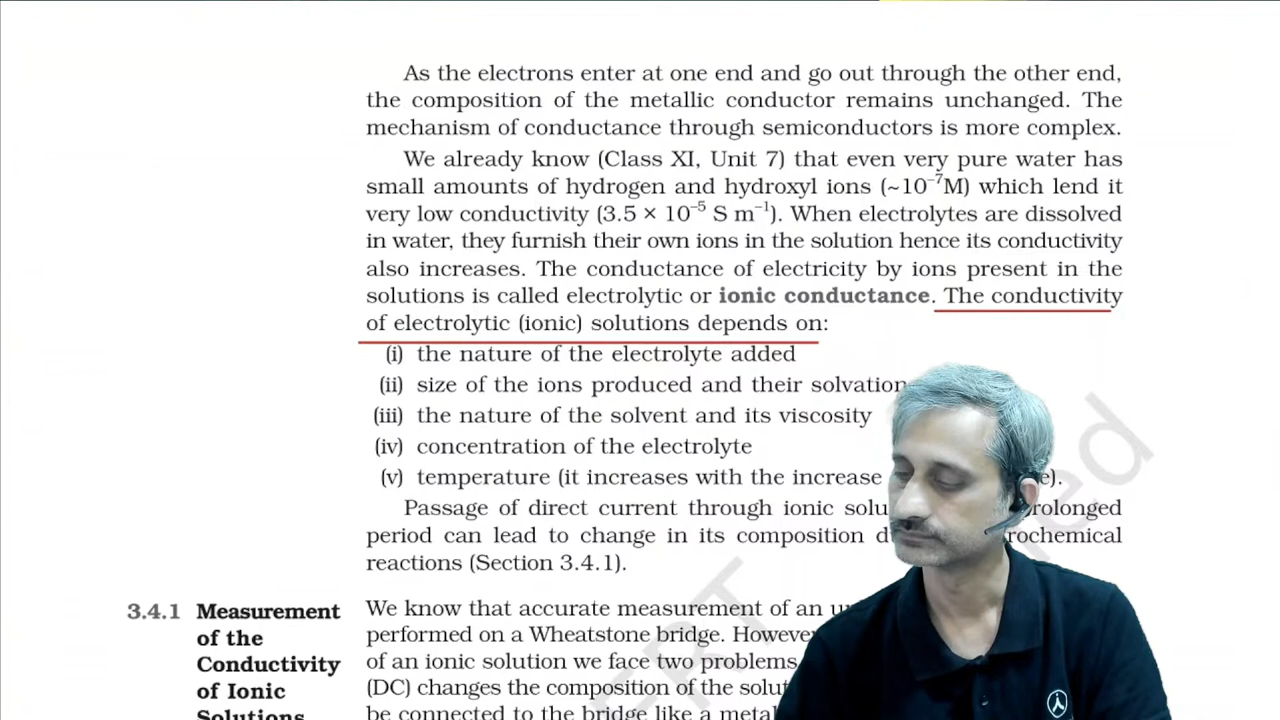 As the electrons enter at one end and go out through the other end,
the composition of the metallic conductor remains unchanged. The
mechanism of conductance through semiconductors is more complex.
We already know (Class XI, Unit 7) that even very pure water has
small amounts of hydrogen and hydroxyl ions (~10⁻⁷M) which lend it
very low conductivity (3.5 × 10⁻⁵ S m⁻¹). When electrolytes are dissolved
in water, they furnish their own ions in the solution hence its conductivity
also increases. The conductance of electricity by ions present in the
solutions is called electrolytic or ionic conductance. The conductivity
of electrolytic (ionic) solutions depends on:
(i) the nature of the electrolyte added
(ii) size of the ions produced and their solvation
(iii) the nature of the solvent and its viscosity
(iv) concentration of the electrolyte
(v) temperature (it increases with the increase
Passage of direct current through ionic
period can lead to change in its composition
reactions (Section 3.4.1).
3.4.1 Measurement of the Conductivity of Ionic Solutions
We know that accurate measurement of an
performed on a Wheatstone bridge. However
of an ionic solution we face two problems
(DC) changes the composition of the
be connected to the bridge like a